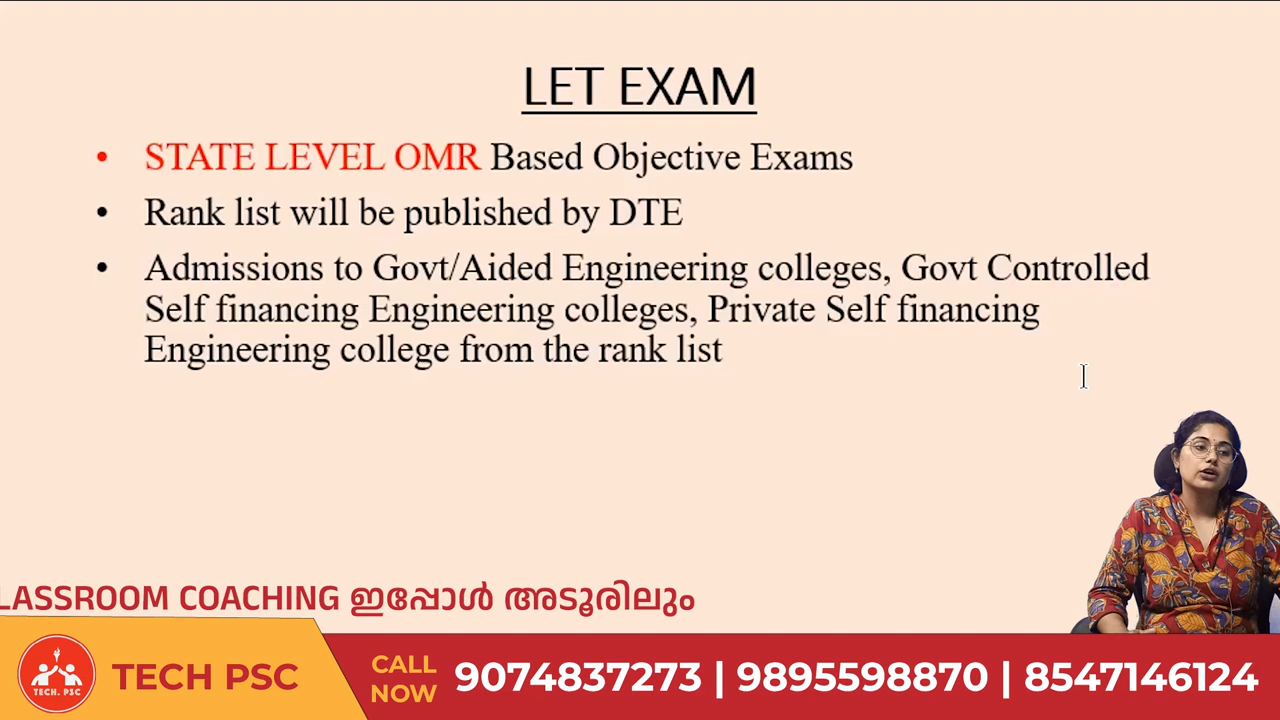 LET EXAM
• STATE LEVEL OMR Based Objective Exams
• Rank list will be published by DTE
• Admissions to Govt/Aided Engineering colleges, Govt Controlled
Self financing Engineering colleges, Private Self financing
Engineering college from the rank list
LASSROOM COACHING ഇപ്പോൾ അടൂരിലും
TECH. PSC
TECH PSC
CALL
NOW
9074837273 | 9895598870 | 8547146124